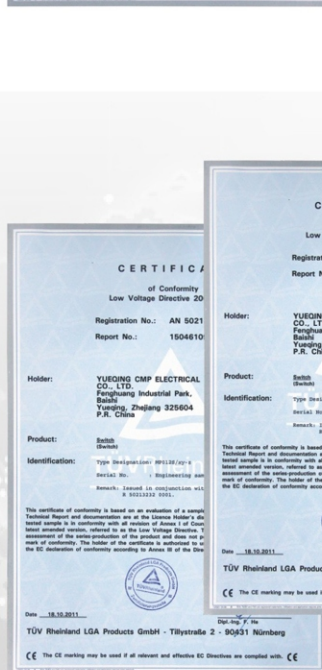 CERTIFICA
of Conformity
Low Voltage Directive 20
Registration No.: AN 5021
Report No.: 1504610
Holder: YUEQING CMP ELECTRICAL
CO., LTD.
Fenghuang Industrial Park,
Baishi
Yueqing, Zhejiang 325604
P.R. China
Product: Switch
(Switch)
Identification: Type Designation:
Serial No. : Engineering sam
Remark: Issued in conjunction wit
R 50213232 0001.
This certificate of conformity is based on an evaluation of a sampl
Technical Report and documentation are at the Licence Holder's dis
tested sample is in conformity with all revision of Annex I of Coun
latest amended version, referred to as the Low Voltage Directive. T
assessment of the series-production of the product and does not p
mark of conformity. The holder of the certificate is authorized to u
the EC declaration of conformity according to Annex III of the Dire
Date 18.10.2011
Dipl.-Ing. F. He
TÜV Rheinland LGA Products GmbH - Tillystraße 2 - 90431 Nürnberg
CE The CE marking may be used if all relevant and effective EC Directives are complied with. CE
C
Low
Registrat
Report N
Holder: YUEQIN
CO., LT
Fenghua
Baishi
Yueqing
P.R. Chi
Product: Switch
(Switch)
Identification: Type Desi
Serial No
Remark: I
This certificate of conformity is based
Technical Report and documentation a
tested sample is in conformity with al
latest amended version, referred to as
assessment of the series-production o
mark of conformity. The holder of the
the EC declaration of conformity acco
Date 18.10.2011
TÜV Rheinland LGA Produc
CE The CE marking may be used i